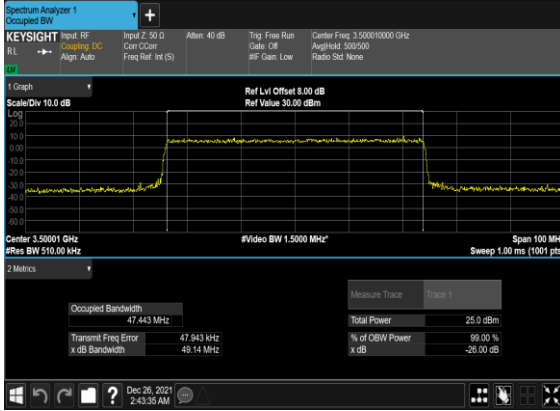 Spectrum Analyzer 1
Occupied BW
+
KEYSIGHT Input: RF Input Z: 50 Ω Atten: 40 dB Trig: Free Run Center Freq: 3.500010000 GHz
RL Coupling: DC Corr CCorr Gate: Off Avg|Hold: 500/500
Align: Auto Freq Ref: Int (S) #IF Gain: Low Radio Std: None
1 Graph
Ref Lvl Offset 8.00 dB
Scale/Div 10.0 dB Ref Value 30.00 dBm
Log
20.0
10.0
0.00
-10.0
-20.0
-30.0
-40.0
-50.0
-60.0
Center 3.50001 GHz #Video BW 1.5000 MHz* Span 100 MH
#Res BW 510.00 kHz Sweep 1.00 ms (1001 pts
2 Metrics
Measure Trace Trace 1
Occupied Bandwidth
47.443 MHz Total Power 25.0 dBm
Transmit Freq Error 47.943 kHz % of OBW Power 99.00 %
x dB Bandwidth 49.14 MHz x dB -26.00 dB
? Dec 26, 2021
2:43:35 AM